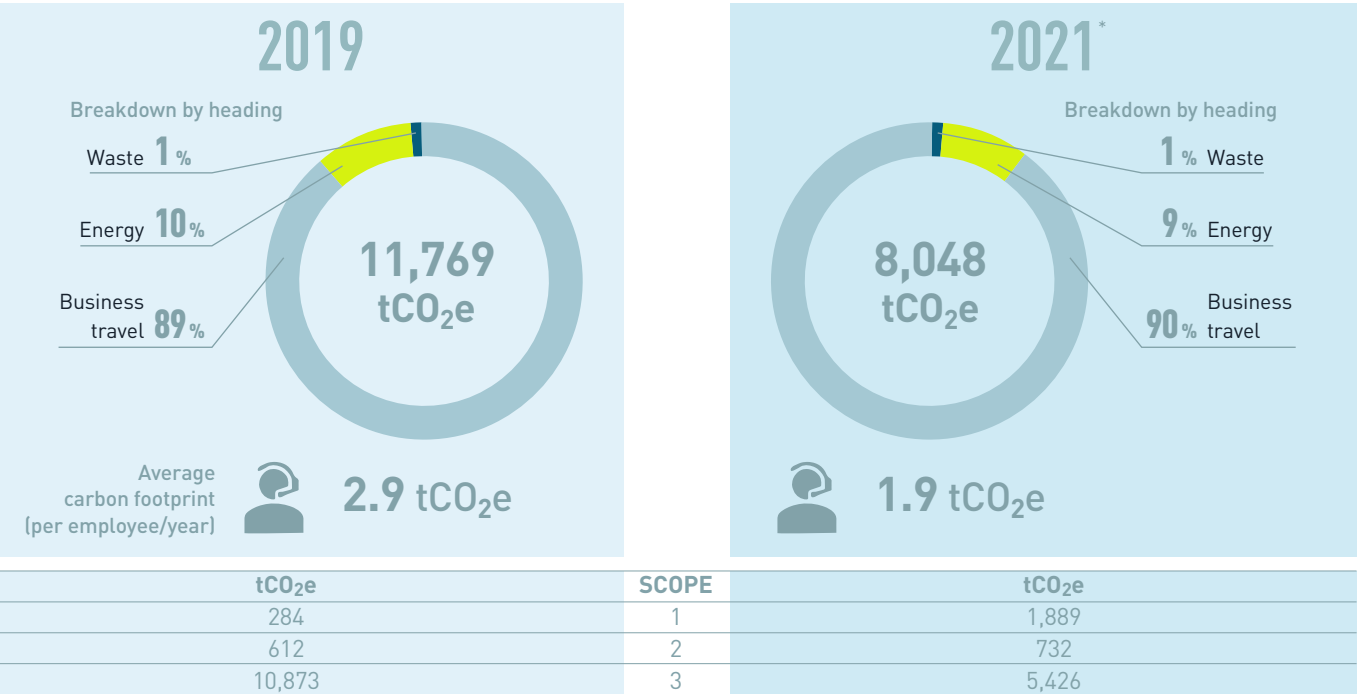 2019
Breakdown by heading
Waste 1 %
Energy 10 %
Business
travel 89 %
11,769
tCO₂e
Average
carbon footprint
(per employee/year)
2.9 tCO₂e
2021*
Breakdown by heading
1 % Waste
9 % Energy
Business
90 % travel
8,048
tCO₂e
1.9 tCO₂e
tCO₂e SCOPE tCO₂e
284 1 1,889
612 2 732
10,873 3 5,426